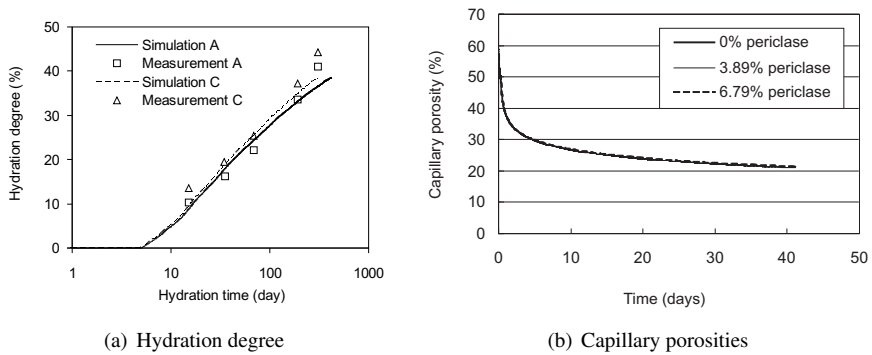 50
40
30
20
10
0
Hydration degree (%)
Simulation A
Measurement A
Simulation C
Measurement C
1 10 100 1000
Hydration time (day)
(a) Hydration degree
70
60
50
40
30
20
10
0
Capillary porosity (%)
0% periclase
3.89% periclase
6.79% periclase
0 10 20 30 40 50
Time (days)
(b) Capillary porosities